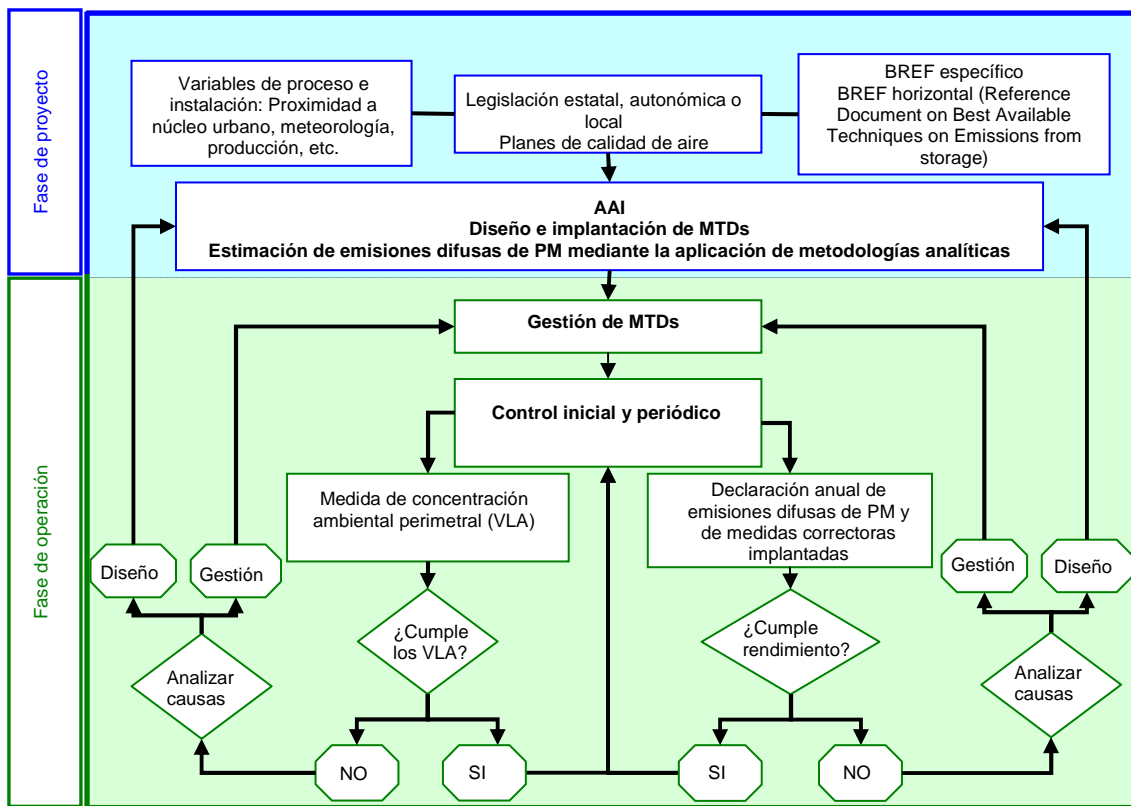 Fase de proyecto
Variables de proceso e
instalación: Proximidad a
núcleo urbano, meteorología,
producción, etc.
Legislación estatal, autonómica o
local
Planes de calidad de aire
BREF específico
BREF horizontal (Reference
Document on Best Available
Techniques on Emissions from
storage)
AAI
Diseño e implantación de MTDs
Estimación de emisiones difusas de PM mediante la aplicación de metodologías analíticas
Fase de operación
Gestión de MTDs
Control inicial y periódico
Medida de concentración
ambiental perimetral (VLA)
Declaración anual de
emisiones difusas de PM y
de medidas correctoras
implantadas
Diseño
Gestión
Gestión
Diseño
¿Cumple
los VLA?
¿Cumple
rendimiento?
Analizar
causas
Analizar
causas
NO
SI
SI
NO